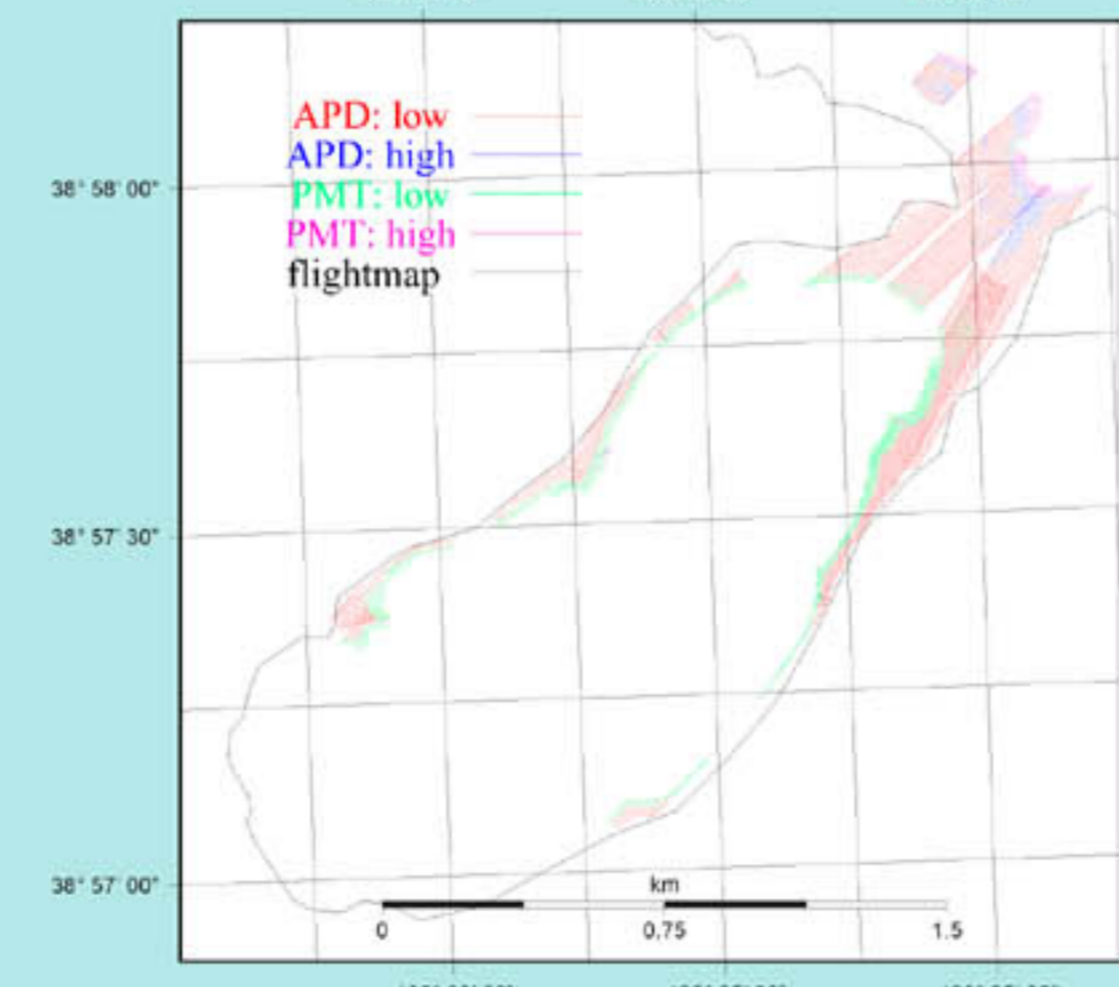 APD: low
APD: high
PMT: low
PMT: high
flightmap
38° 58' 00"
38° 57' 30"
38° 57' 00"
km
0 0.75 1.5